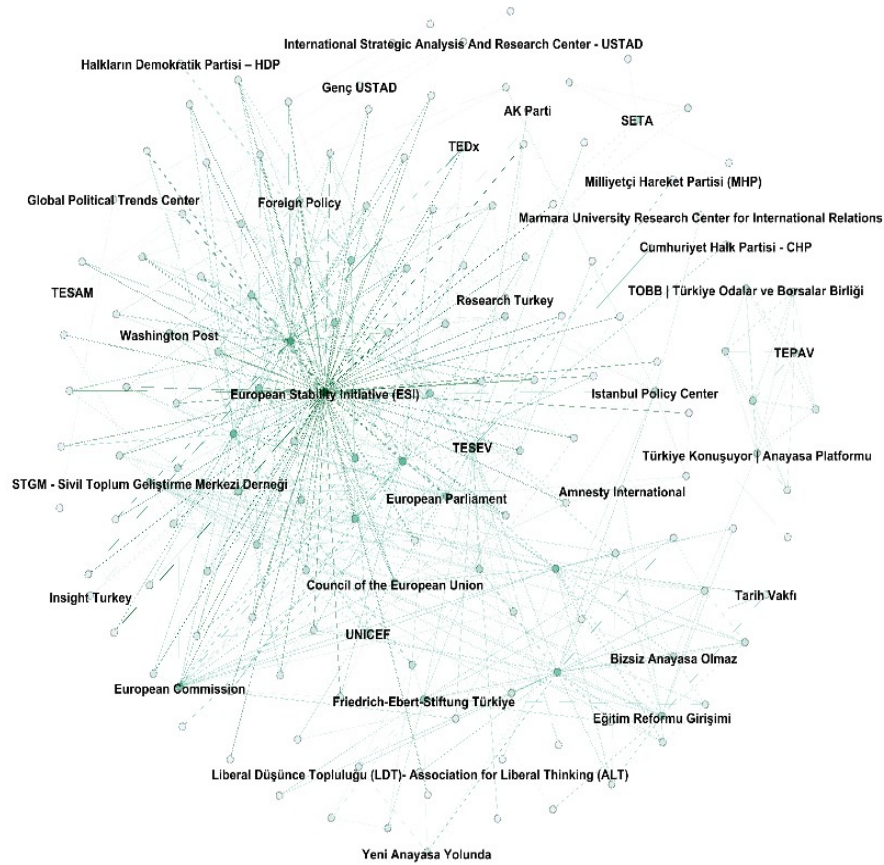 International Strategic Analysis And Research Center - USTAD
Halkların Demokratik Partisi – HDP
Genç USTAD
AK Parti
SETA
TEDx
Milliyetçi Hareket Partisi (MHP)
Global Political Trends Center
Foreign Policy
Marmara University Research Center for International Relations
Cumhuriyet Halk Partisi - CHP
TESAM
TOBB | Türkiye Odalar ve Borsalar Birliği
Research Turkey
Washington Post
TEPAV
European Stability Initiative (ESI)
Istanbul Policy Center
TESEV
Türkiye Konuşuyor | Anayasa Platformu
STGM - Sivil Toplum Geliştirme Merkezi Derneği
Amnesty International
European Parliament
Council of the European Union
Insight Turkey
Tarih Vakfı
UNICEF
Bizsiz Anayasa Olmaz
European Commission
Friedrich-Ebert-Stiftung Türkiye
Eğitim Reformu Girişimi
Liberal Düşünce Topluluğu (LDT)- Association for Liberal Thinking (ALT)
Yeni Anayasa Yolunda